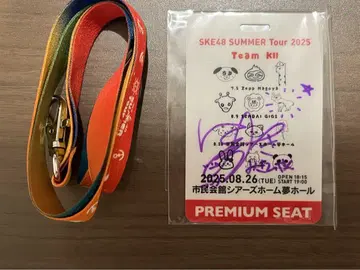 SKE48 SUMMER Tour 2025
Team KII
7.5 Zepp Nagoya
8.9 SENDAI GIGS
2025.08.26(TUE) OPEN 18:15
START 19:00
市民会館シアーズホーム夢ホール
PREMIUM SEAT